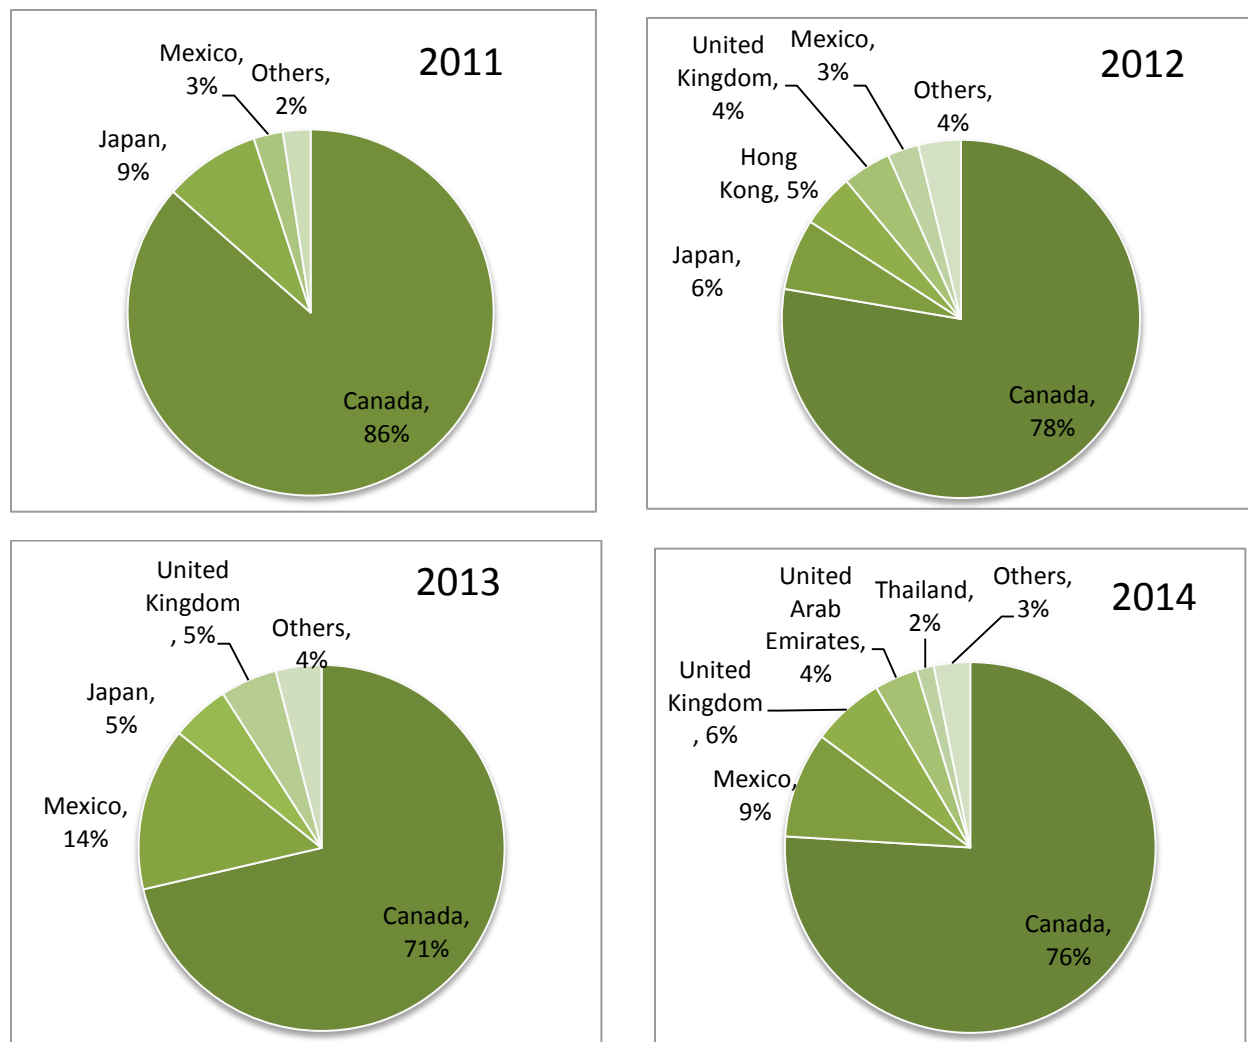 2011
Mexico,
3%
Others,
2%
Japan,
9%
Canada,
86%
2012
United
Kingdom,
4%
Mexico,
3%
Others,
4%
Hong
Kong, 5%
Japan,
6%
Canada,
78%
2013
United
Kingdom
, 5%
Others,
4%
Japan,
5%
Mexico,
14%
Canada,
71%
2014
United
Arab
Emirates,
4%
Thailand,
2%
Others,
3%
United
Kingdom
, 6%
Mexico,
9%
Canada,
76%